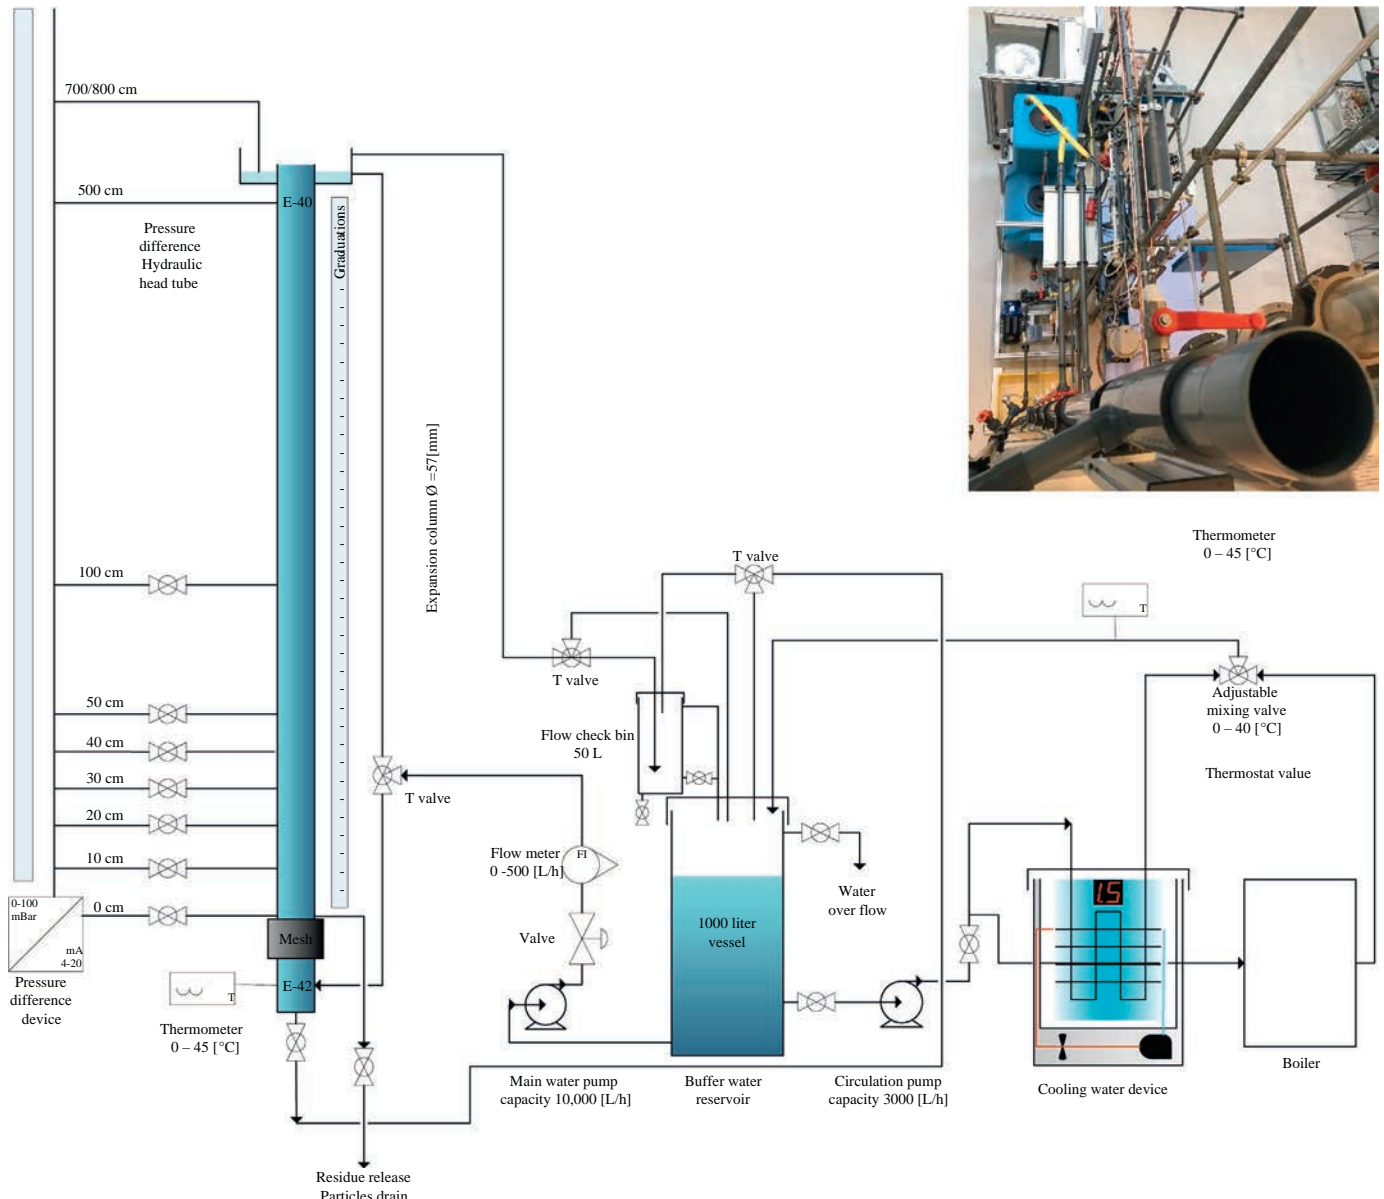 700/800 cm
500 cm
Pressure
difference
Hydraulic
head tube
E-40
Graduations
Expansion column Ø =57[mm]
100 cm
50 cm
40 cm
30 cm
20 cm
10 cm
0 cm
0-100
mBar
mA
4-20
Pressure
difference
device
Mesh
E-42
T
Thermometer
0 – 45 [°C]
Residue release
Particles drain
T valve
T valve
T valve
Flow check bin
50 L
Flow meter
0 -500 [L/h]
FI
Valve
Main water pump
capacity 10,000 [L/h]
1000 liter
vessel
Buffer water
reservoir
Water
over flow
Circulation pump
capacity 3000 [L/h]
Thermometer
0 – 45 [°C]
T
Adjustable
mixing valve
0 – 40 [°C]
Thermostat value
1.5
Cooling water device
Boiler